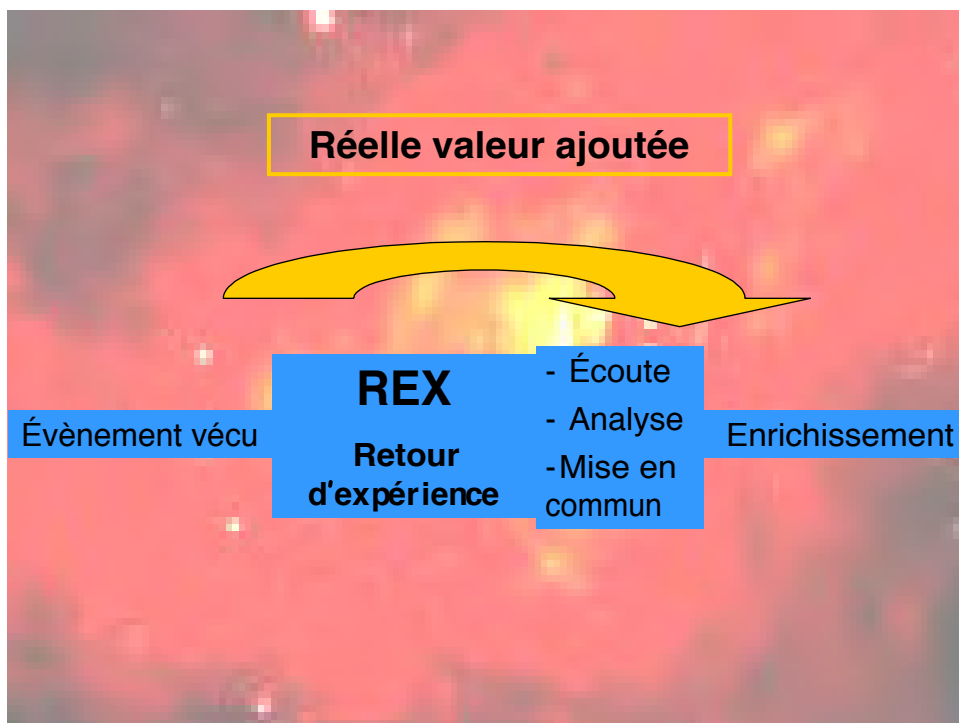 Réelle valeur ajoutée
Évènement vécu
REX
Retour
d'expérience
- Écoute
- Analyse
-Mise en
commun
Enrichissement